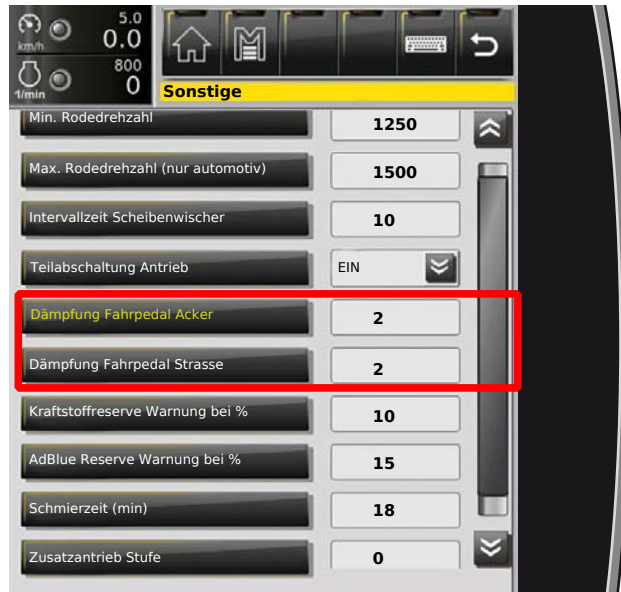 5.0
km/h
0.0
800
1/min
0
Sonstige
Min. Rodedrehzahl
1250
Max. Rodedrehzahl (nur automotiv)
1500
Intervallzeit Scheibenwischer
10
Teilabschaltung Antrieb
EIN
Dämpfung Fahrpedal Acker
2
Dämpfung Fahrpedal Strasse
2
Kraftstoffreserve Warnung bei %
10
AdBlue Reserve Warnung bei %
15
Schmierzeit (min)
18
Zusatzantrieb Stufe
0